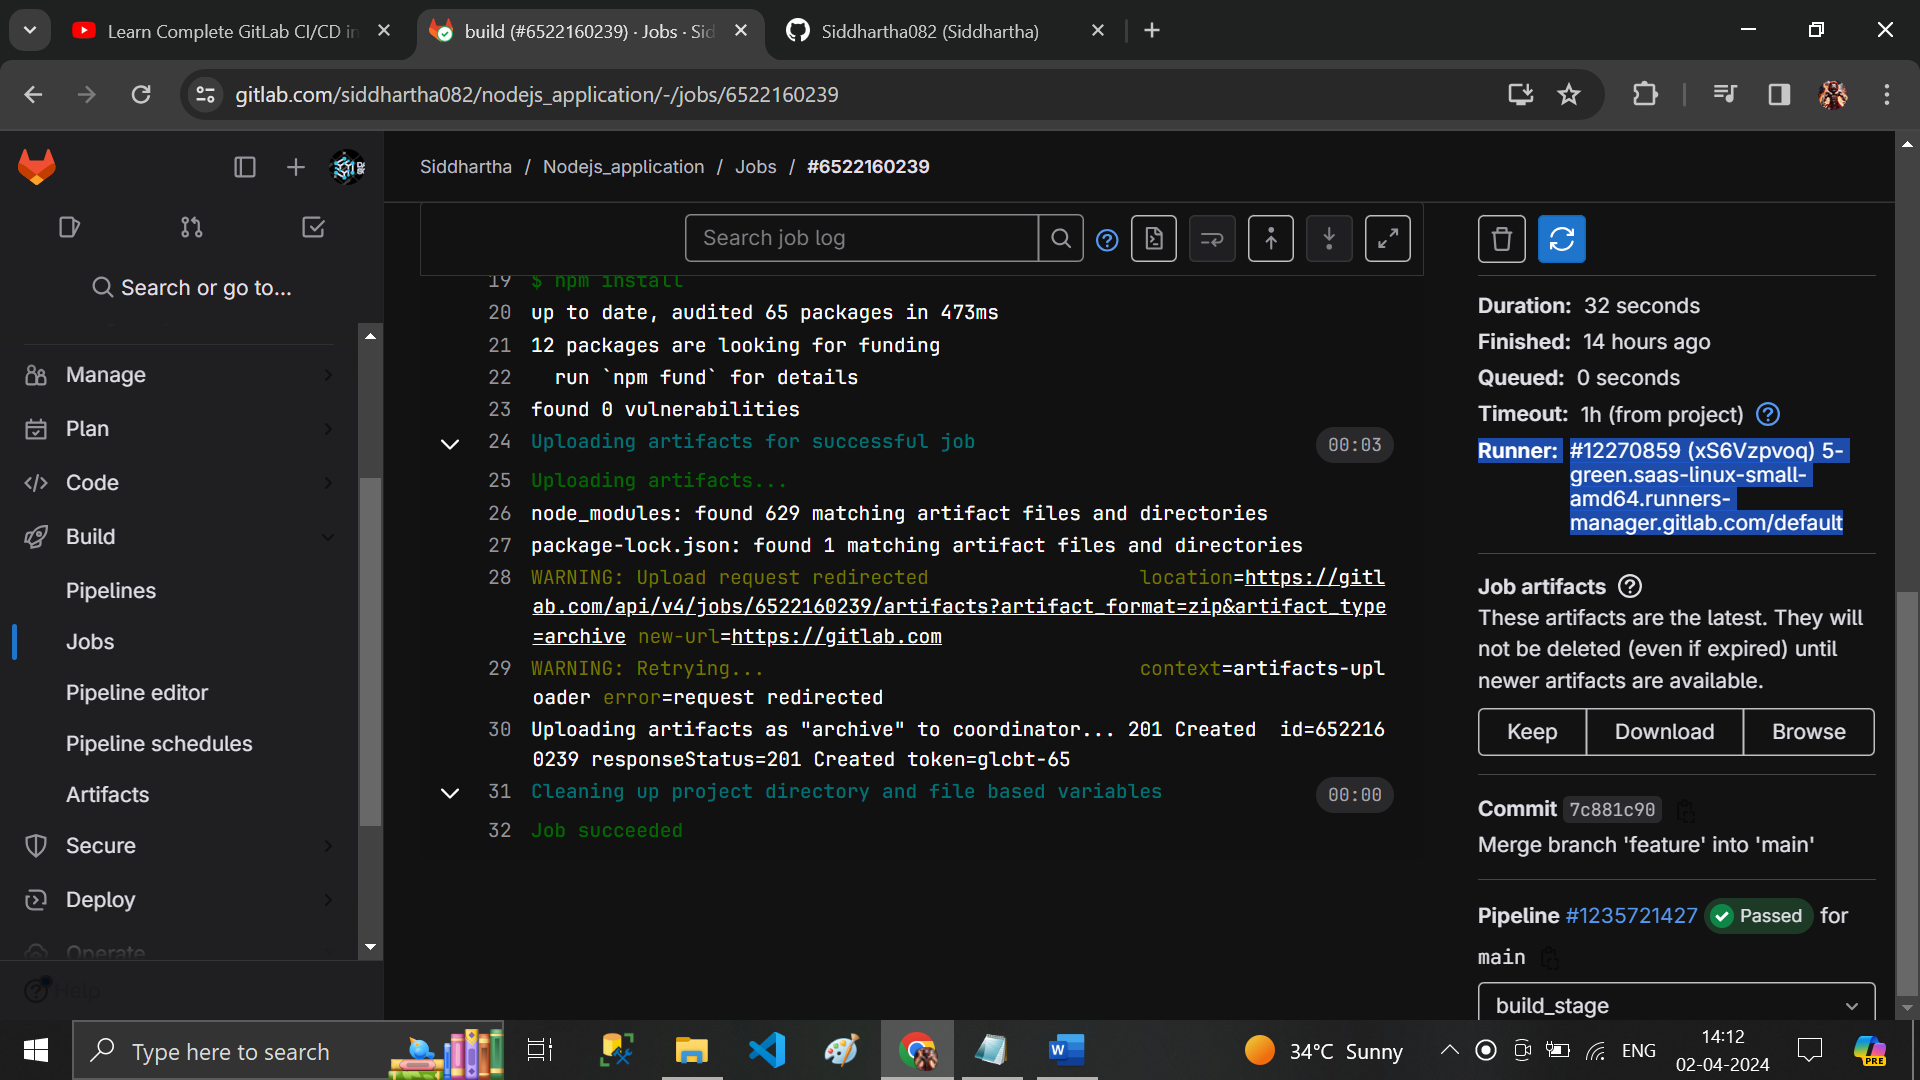 Learn Complete GitLab CI/CD in
build (#6522160239) · Jobs · Sid
Siddhartha082 (Siddhartha)
gitlab.com/siddhartha082/nodejs_application/-/jobs/6522160239
Siddhartha / Nodejs_application / Jobs / #6522160239
Search or go to...
Manage
Plan
Code
Build
Pipelines
Jobs
Pipeline editor
Pipeline schedules
Artifacts
Secure
Deploy
Operate
Help
Search job log
19 $ npm install
20 up to date, audited 65 packages in 473ms
21 12 packages are looking for funding
22 run `npm fund` for details
23 found 0 vulnerabilities
24 Uploading artifacts for successful job 00:03
25 Uploading artifacts...
26 node_modules: found 629 matching artifact files and directories
27 package-lock.json: found 1 matching artifact files and directories
28 WARNING: Upload request redirected location=https://gitl
ab.com/api/v4/jobs/6522160239/artifacts?artifact_format=zip&artifact_type
=archive new-url=https://gitlab.com
29 WARNING: Retrying... context=artifacts-upl
oader error=request redirected
30 Uploading artifacts as "archive" to coordinator... 201 Created id=652216
0239 responseStatus=201 Created token=glcbt-65
31 Cleaning up project directory and file based variables 00:00
32 Job succeeded
Duration: 32 seconds
Finished: 14 hours ago
Queued: 0 seconds
Timeout: 1h (from project)
Runner: #12270859 (xS6Vzpvoq) 5-
green.saas-linux-small-
amd64.runners-
manager.gitlab.com/default
Job artifacts
These artifacts are the latest. They will
not be deleted (even if expired) until
newer artifacts are available.
Keep Download Browse
Commit 7c881c90
Merge branch 'feature' into 'main'
Pipeline #1235721427 Passed for
main
build_stage
Type here to search
34°C Sunny
ENG
14:12
02-04-2024
PRE